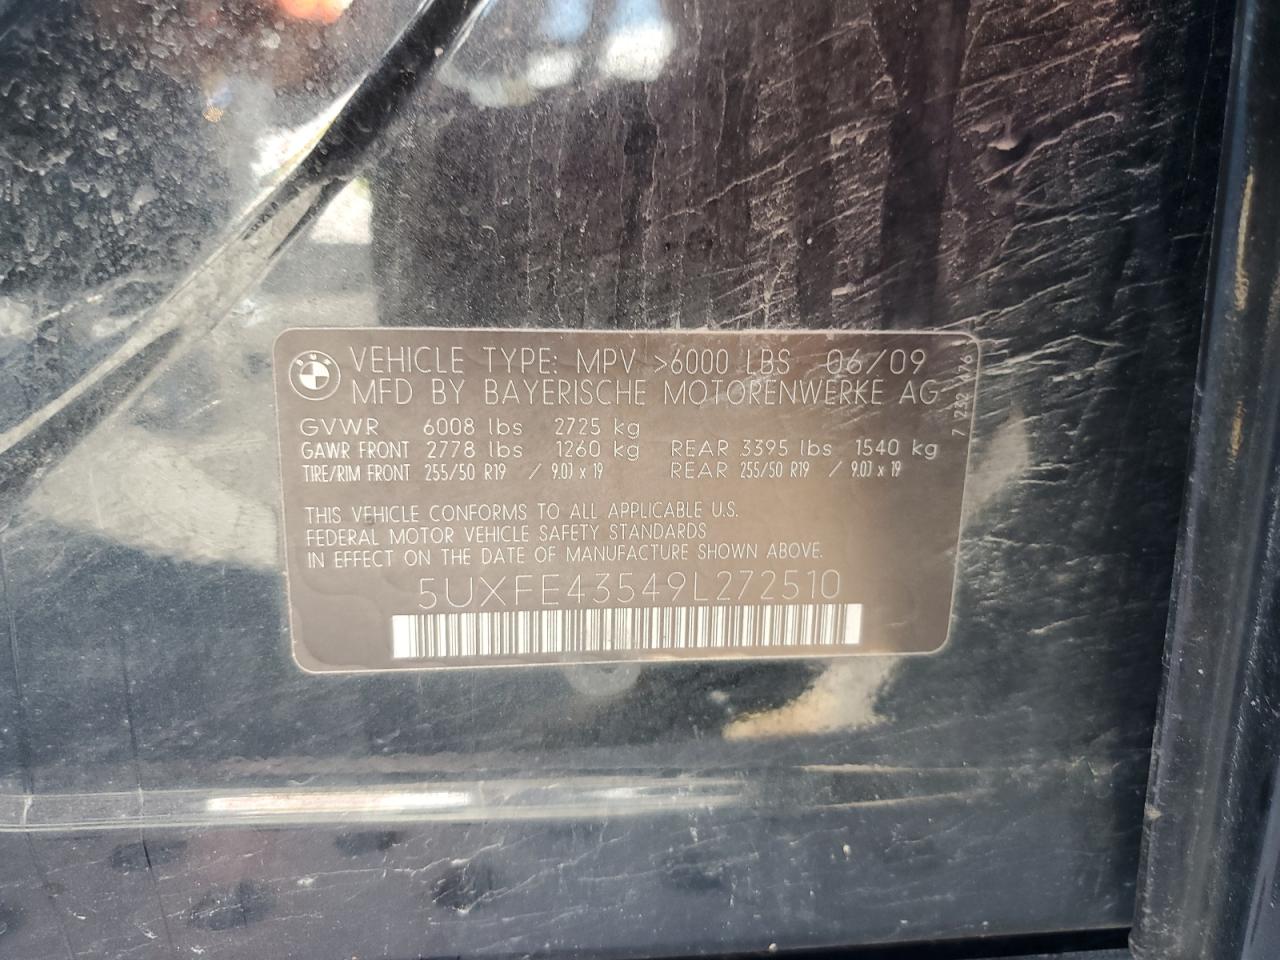 VEHICLE TYPE: MPV >6000 LBS 06/09
MFD BY BAYERISCHE MOTORENWERKE AG
GVWR 6008 lbs 2725 kg
GAWR FRONT 2778 lbs 1260 kg REAR 3395 lbs 1540 kg
TIRE/RIM FRONT 255/50 R19 / 9.0J x 19 REAR 255/50 R19 / 9.0J x 19
THIS VEHICLE CONFORMS TO ALL APPLICABLE U.S.
FEDERAL MOTOR VEHICLE SAFETY STANDARDS
IN EFFECT ON THE DATE OF MANUFACTURE SHOWN ABOVE.
5UXFE43549L272510
7 232